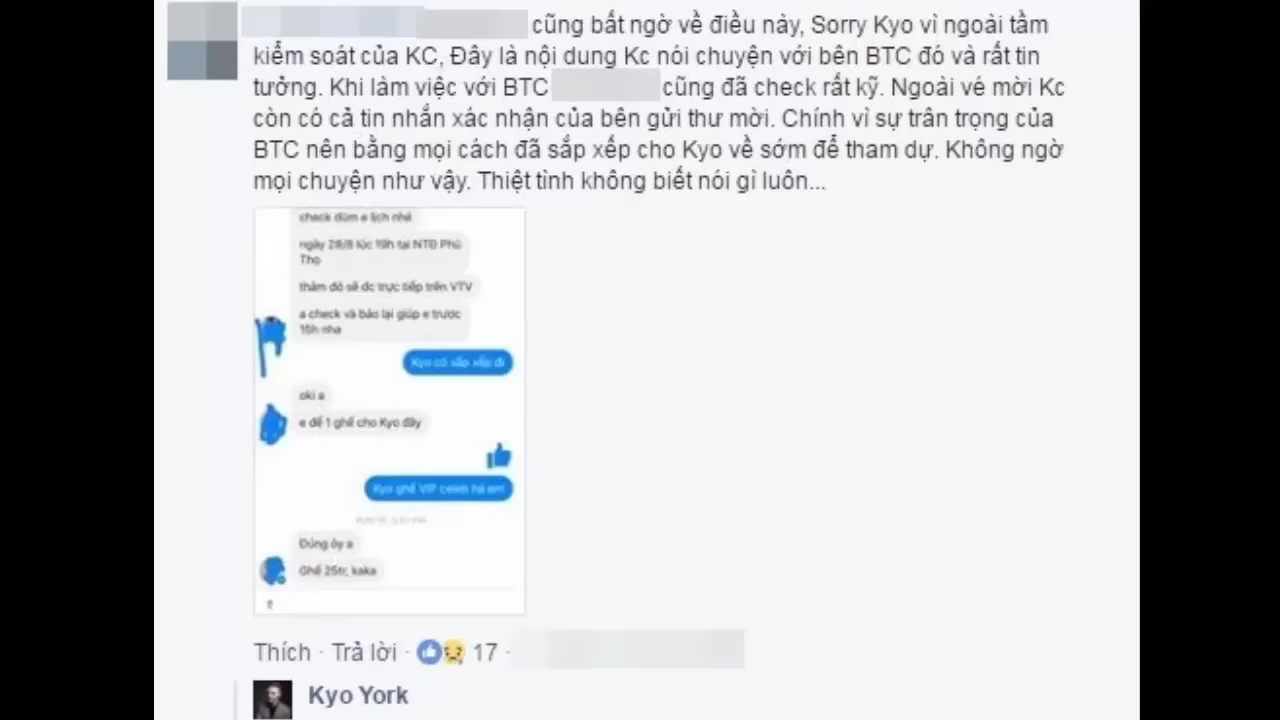 cũng bất ngờ về điều này, Sorry Kyo vì ngoài tầm
kiểm soát của KC, Đây là nội dung Kc nói chuyện với bên BTC đó và rất tin
tưởng. Khi làm việc với BTC cũng đã check rất kỹ. Ngoài vé mời Kc
còn có cả tin nhắn xác nhận của bên gửi thư mời. Chính vì sự trân trọng của
BTC nên bằng mọi cách đã sắp xếp cho Kyo về sớm để tham dự. Không ngờ
mọi chuyện như vậy. Thiệt tình không biết nói gì luôn...
check dùm e lịch nhé
ngày 28/8 lúc 19h tại NTĐ Phú
Thọ
thảm đỏ sẽ đc trực tiếp trên VTV
a check và báo lại giúp e trước
15h nha
Kyo có sắp xếp đi
oki a
e để 1 ghế cho Kyo đây
Kyo ghế VIP celeb hả em
Đúng òy a
Ghế 25tr, kaka
Thích · Trả lời · 17 ·
Kyo York